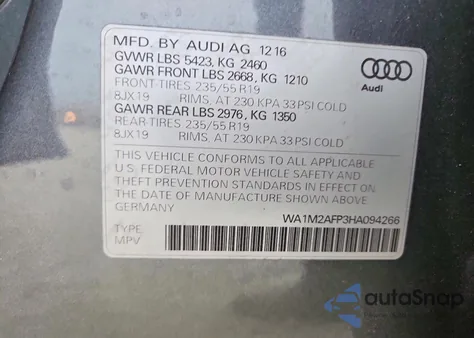 MFD. BY AUDI AG 12 16
GVWR LBS 5423, KG 2460
GAWR FRONT LBS 2668, KG 1210
FRONT-TIRES 235/55 R19
8JX19 RIMS, AT 230 KPA 33 PSI COLD
GAWR REAR LBS 2976, KG 1350
REAR-TIRES 235/55 R19
8JX19 RIMS, AT 230 KPA 33 PSI COLD
Audi
THIS VEHICLE CONFORMS TO ALL APPLICABLE
U.S. FEDERAL MOTOR VEHICLE SAFETY AND
THEFT PREVENTION STANDARDS IN EFFECT ON
THE DATE OF MANUFACTURE SHOWN ABOVE
GERMANY
WA1M2AFP3HA094266
TYPE
MPV
autoSnap